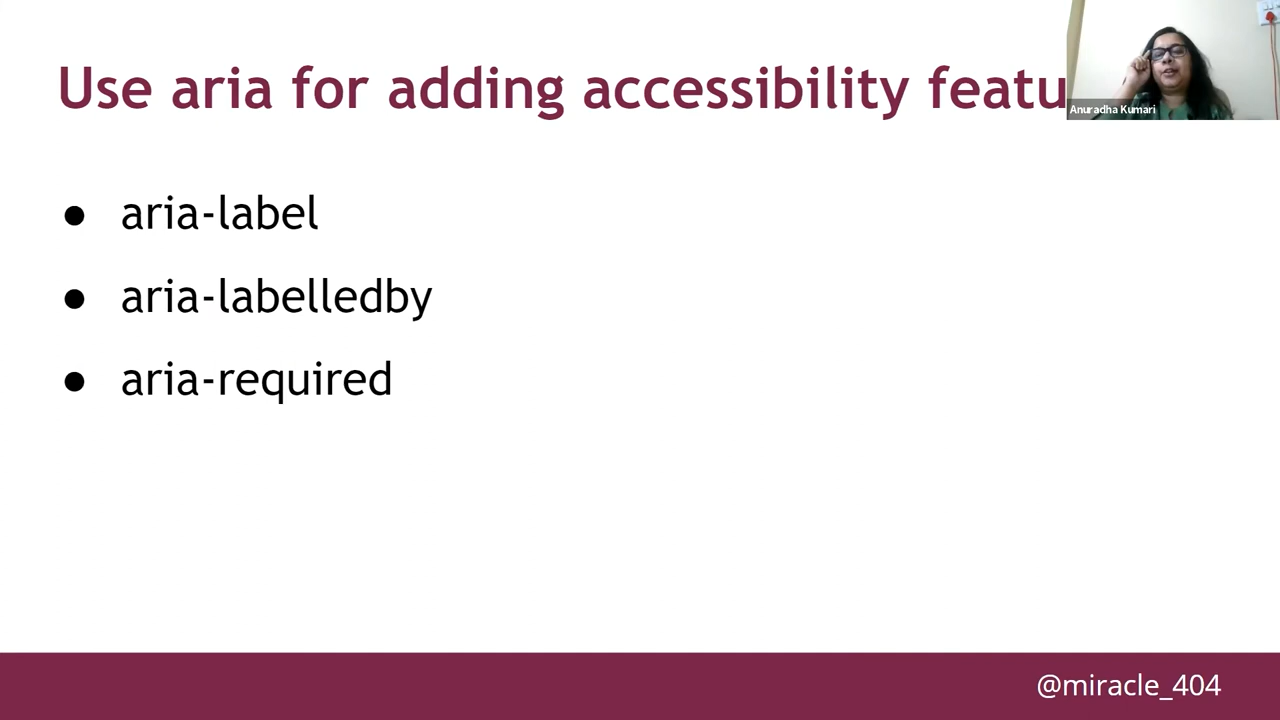 Use aria for adding accessibility featu
Anuradha Kumari
● aria-label
● aria-labelledby
● aria-required
@miracle_404